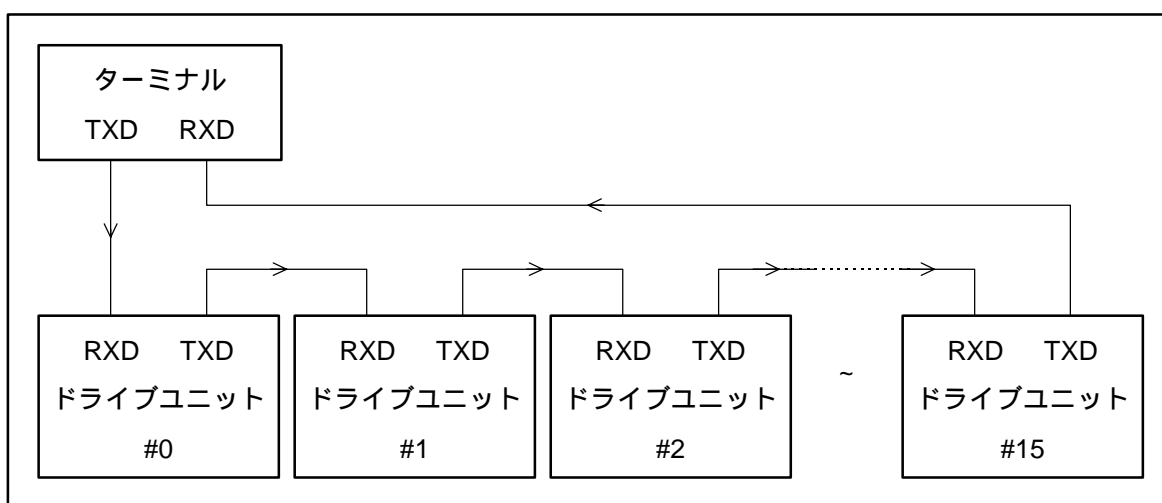 ターミナル
TXD RXD
RXD TXD RXD TXD RXD TXD ~ RXD TXD
ドライブユニット ドライブユニット ドライブユニット ドライブユニット
#0 #1 #2 #15